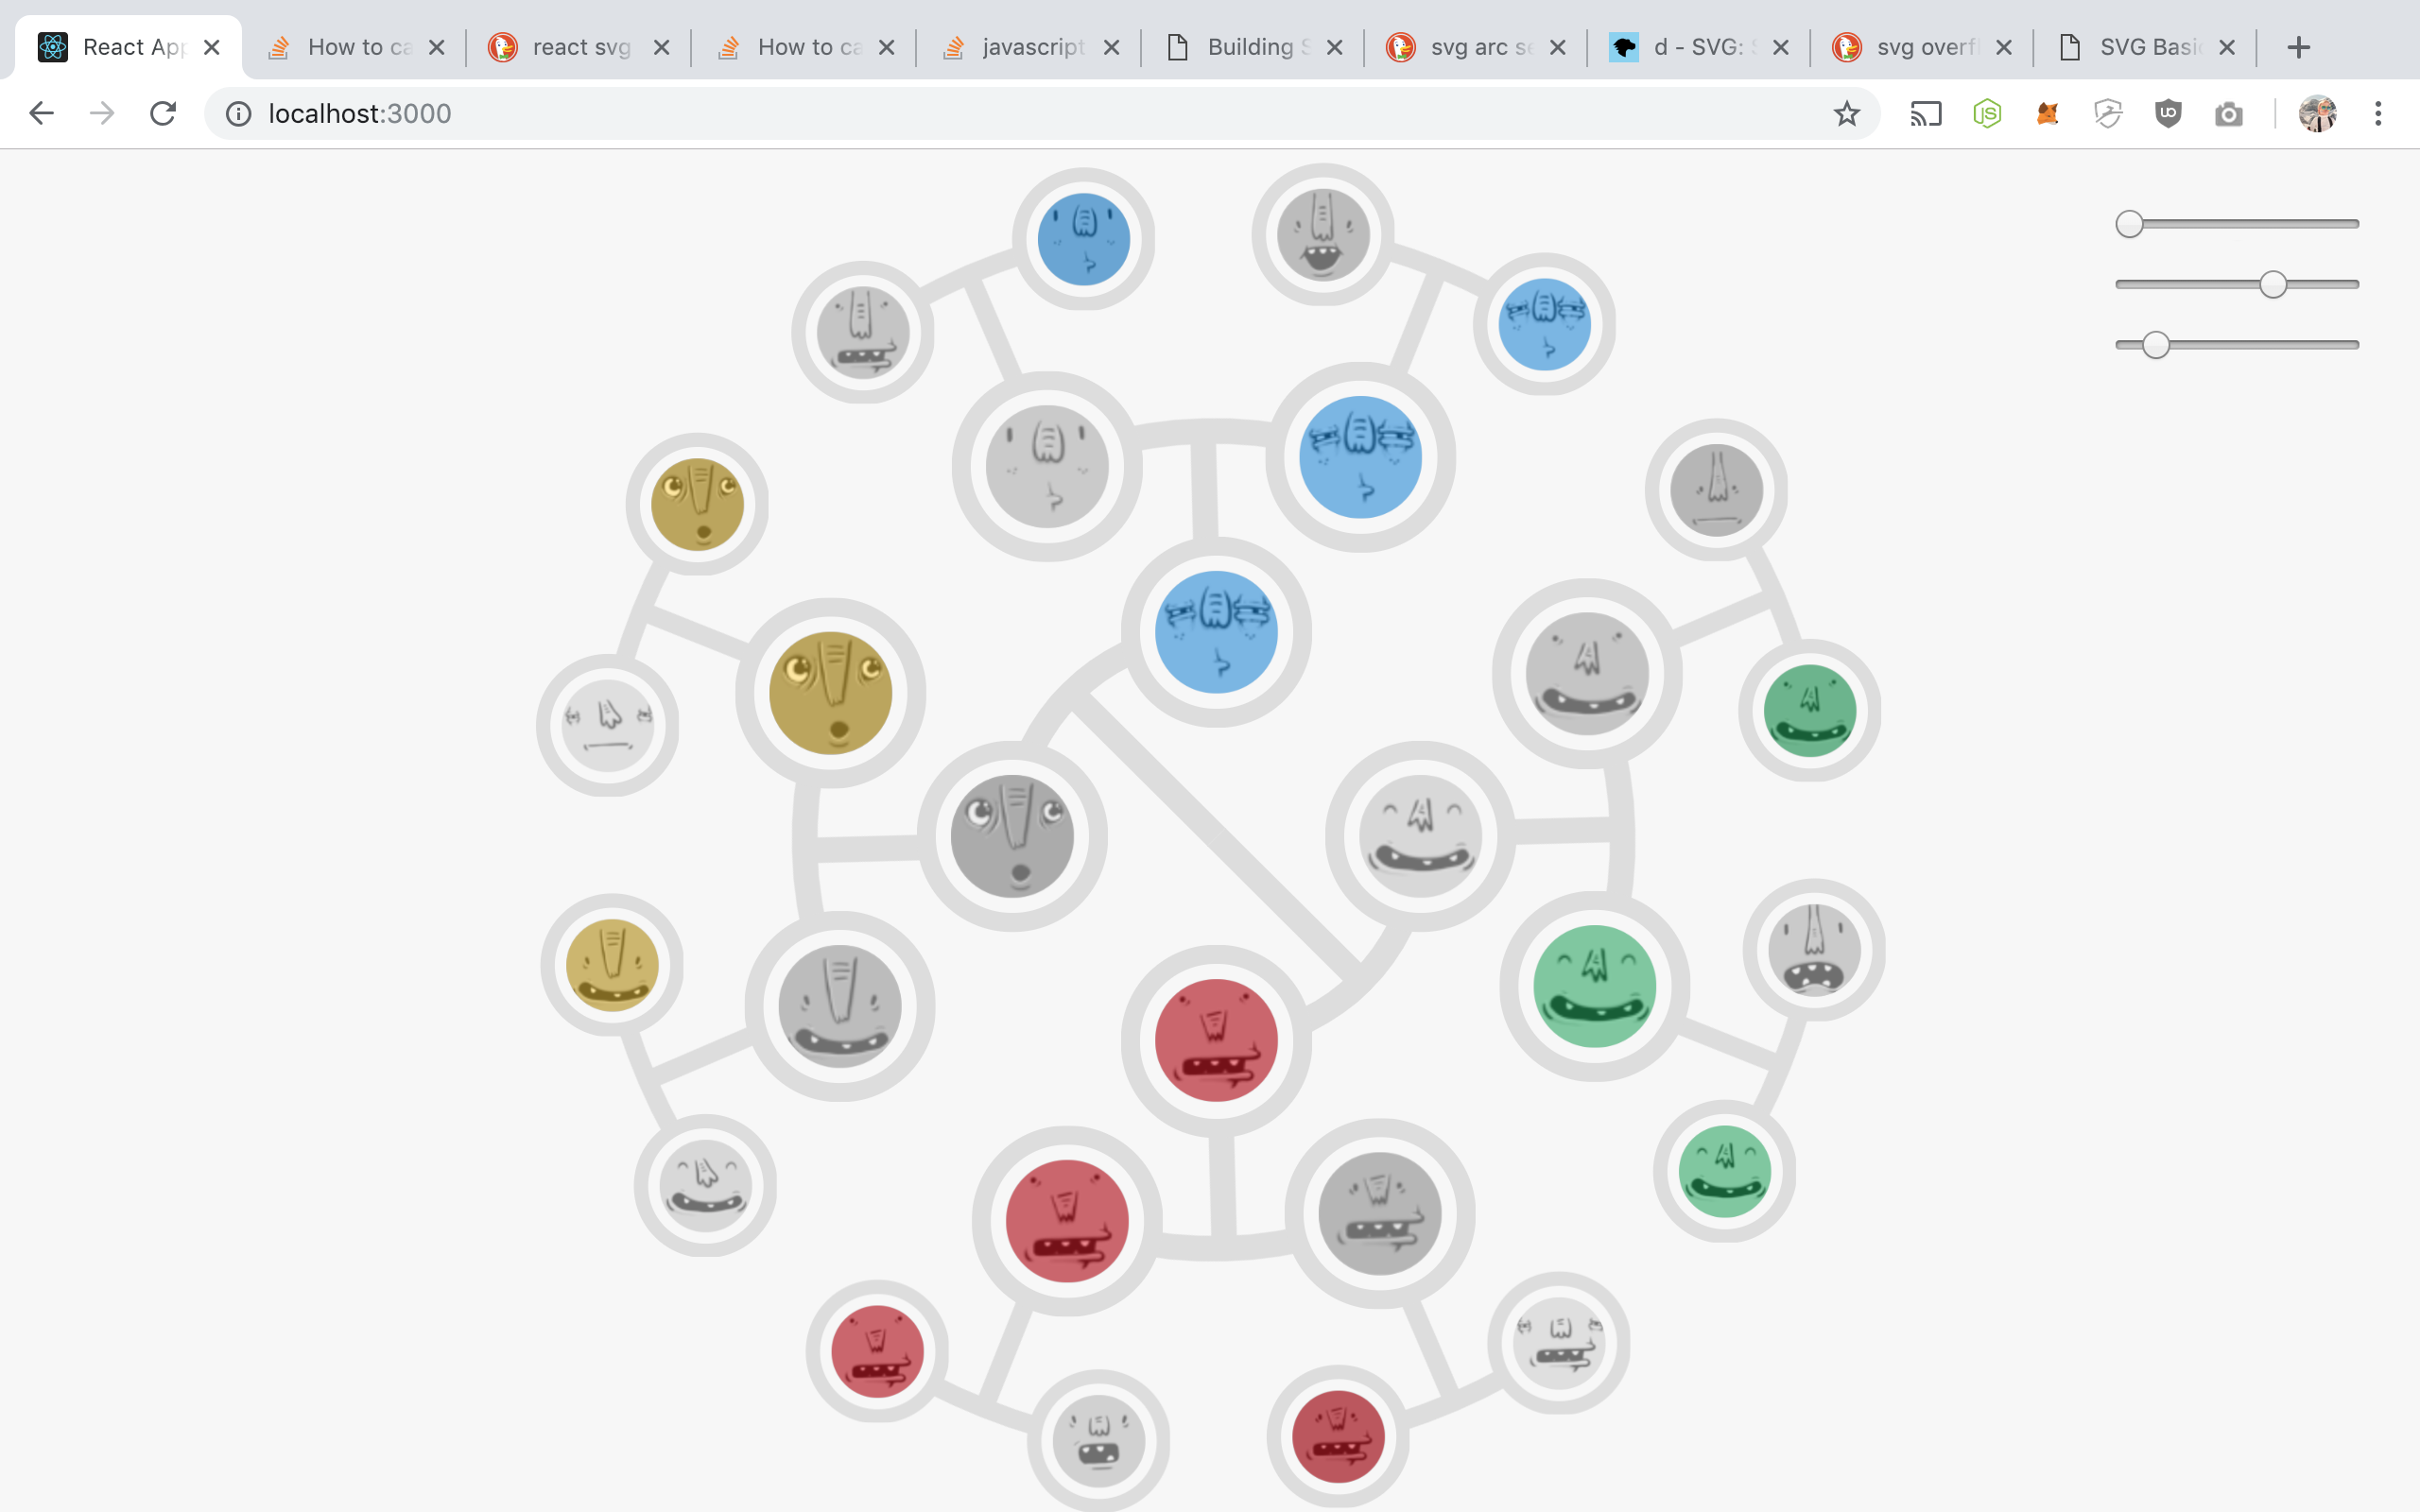 React App
How to ca
react svg
How to ca
javascript
Building S
svg arc se
d - SVG: S
svg overfl
SVG Basic
localhost:3000